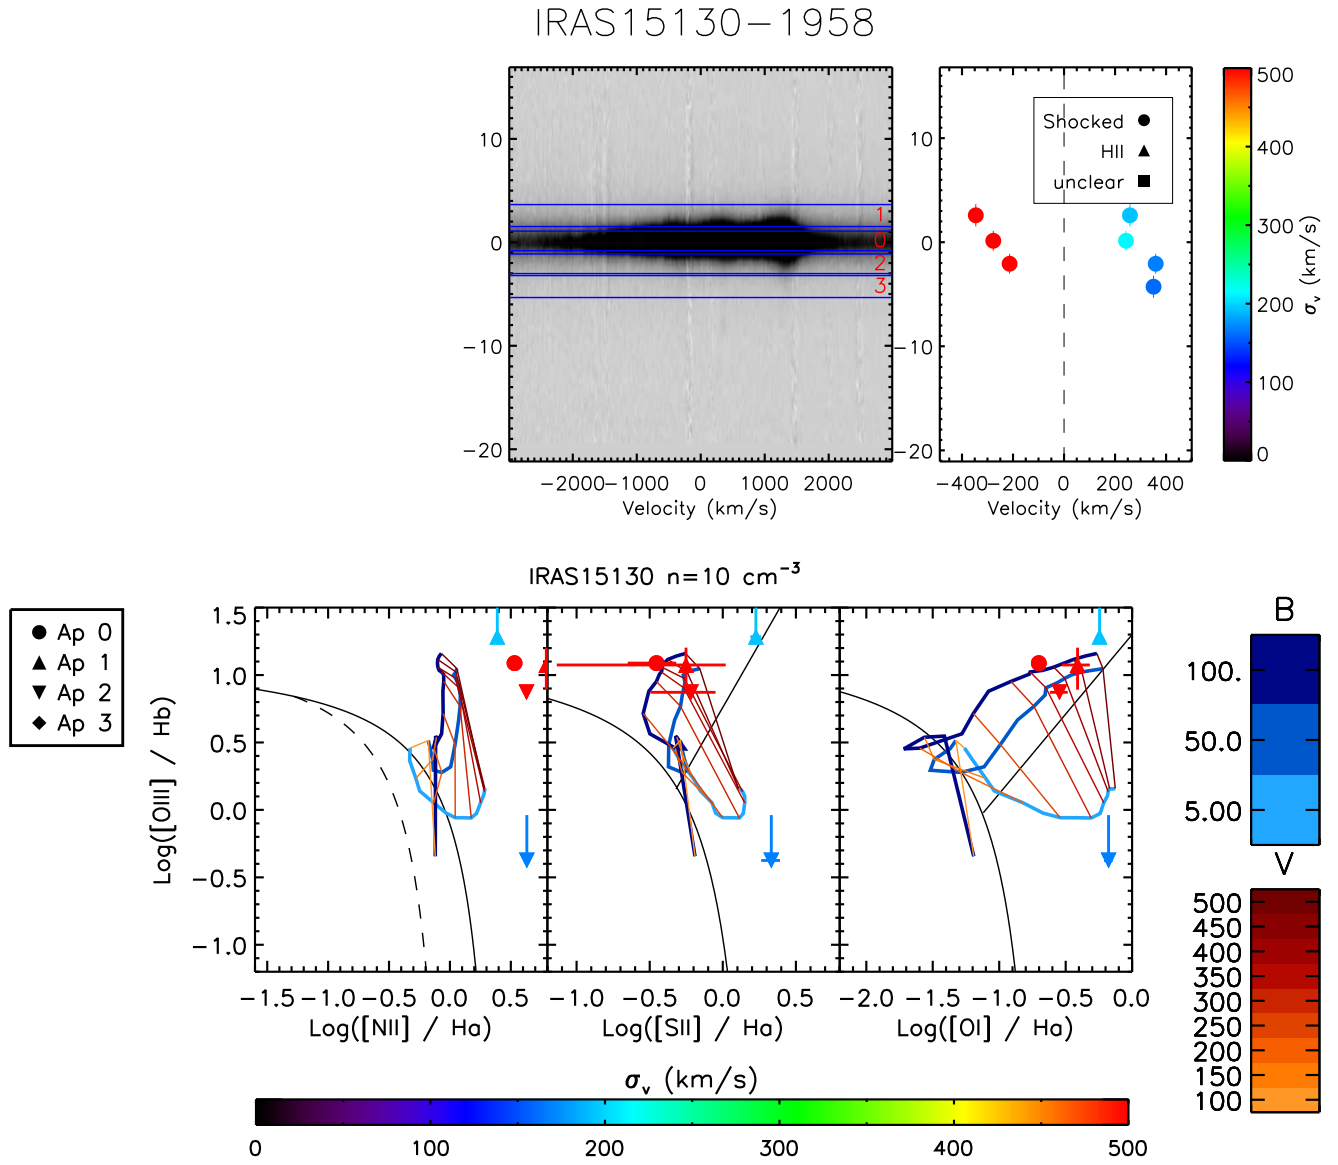 IRAS15130−1958
10
0
−10
−20
1
0
2
3
−2000
−1000
0
1000
2000
Velocity (km/s)
10
0
−10
−20
Shocked
HII
unclear
−400
−200
0
200
400
Velocity (km/s)
500
400
300
200
100
0
σv (km/s)
IRAS15130 n=10 cm−3
Ap 0
Ap 1
Ap 2
Ap 3
1.5
1.0
0.5
0.0
−0.5
−1.0
Log([OIII] / Hb)
−1.5 −1.0 −0.5 0.0 0.5
Log([NII] / Ha)
−1.0 −0.5 0.0 0.5
Log([SII] / Ha)
−2.0 −1.5 −1.0 −0.5 0.0
Log([OI] / Ha)
B
100.
50.0
5.00
V
500
450
400
350
300
250
200
150
100
σv (km/s)
0 100 200 300 400 500